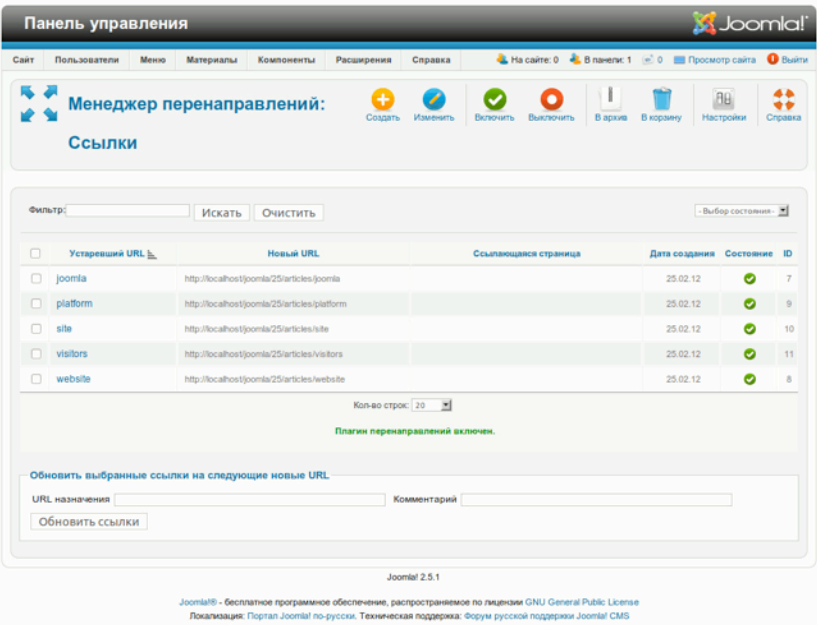 Панель управления
Joomla!
Сайт Пользователи Меню Материалы Компоненты Расширения Справка На сайте: 0 В панели: 1 0 Просмотр сайта Выйти
Менеджер перенаправлений:
Ссылки
Создать Изменить Включить Выключить В архив В корзину Настройки Справка
Фильтр: Искать Очистить - Выбор состояния -
Устаревший URL Новый URL Ссылающаяся страница Дата создания Состояние ID
joomla http://localhost/joomla/25/articles/joomla 25.02.12 7
platform http://localhost/joomla/25/articles/platform 25.02.12 9
site http://localhost/joomla/25/articles/site 25.02.12 10
visitors http://localhost/joomla/25/articles/visitors 25.02.12 11
website http://localhost/joomla/25/articles/website 25.02.12 8
Кол-во строк: 20
Плагин перенаправлений включен.
Обновить выбранные ссылки на следующие новые URL
URL назначения Комментарий
Обновить ссылки
Joomla! 2.5.1
Joomla!® - бесплатное программное обеспечение, распространяемое по лицензии GNU General Public License
Локализация: Портал Joomla! по-русски. Техническая поддержка: Форум русской поддержки Joomla! CMS